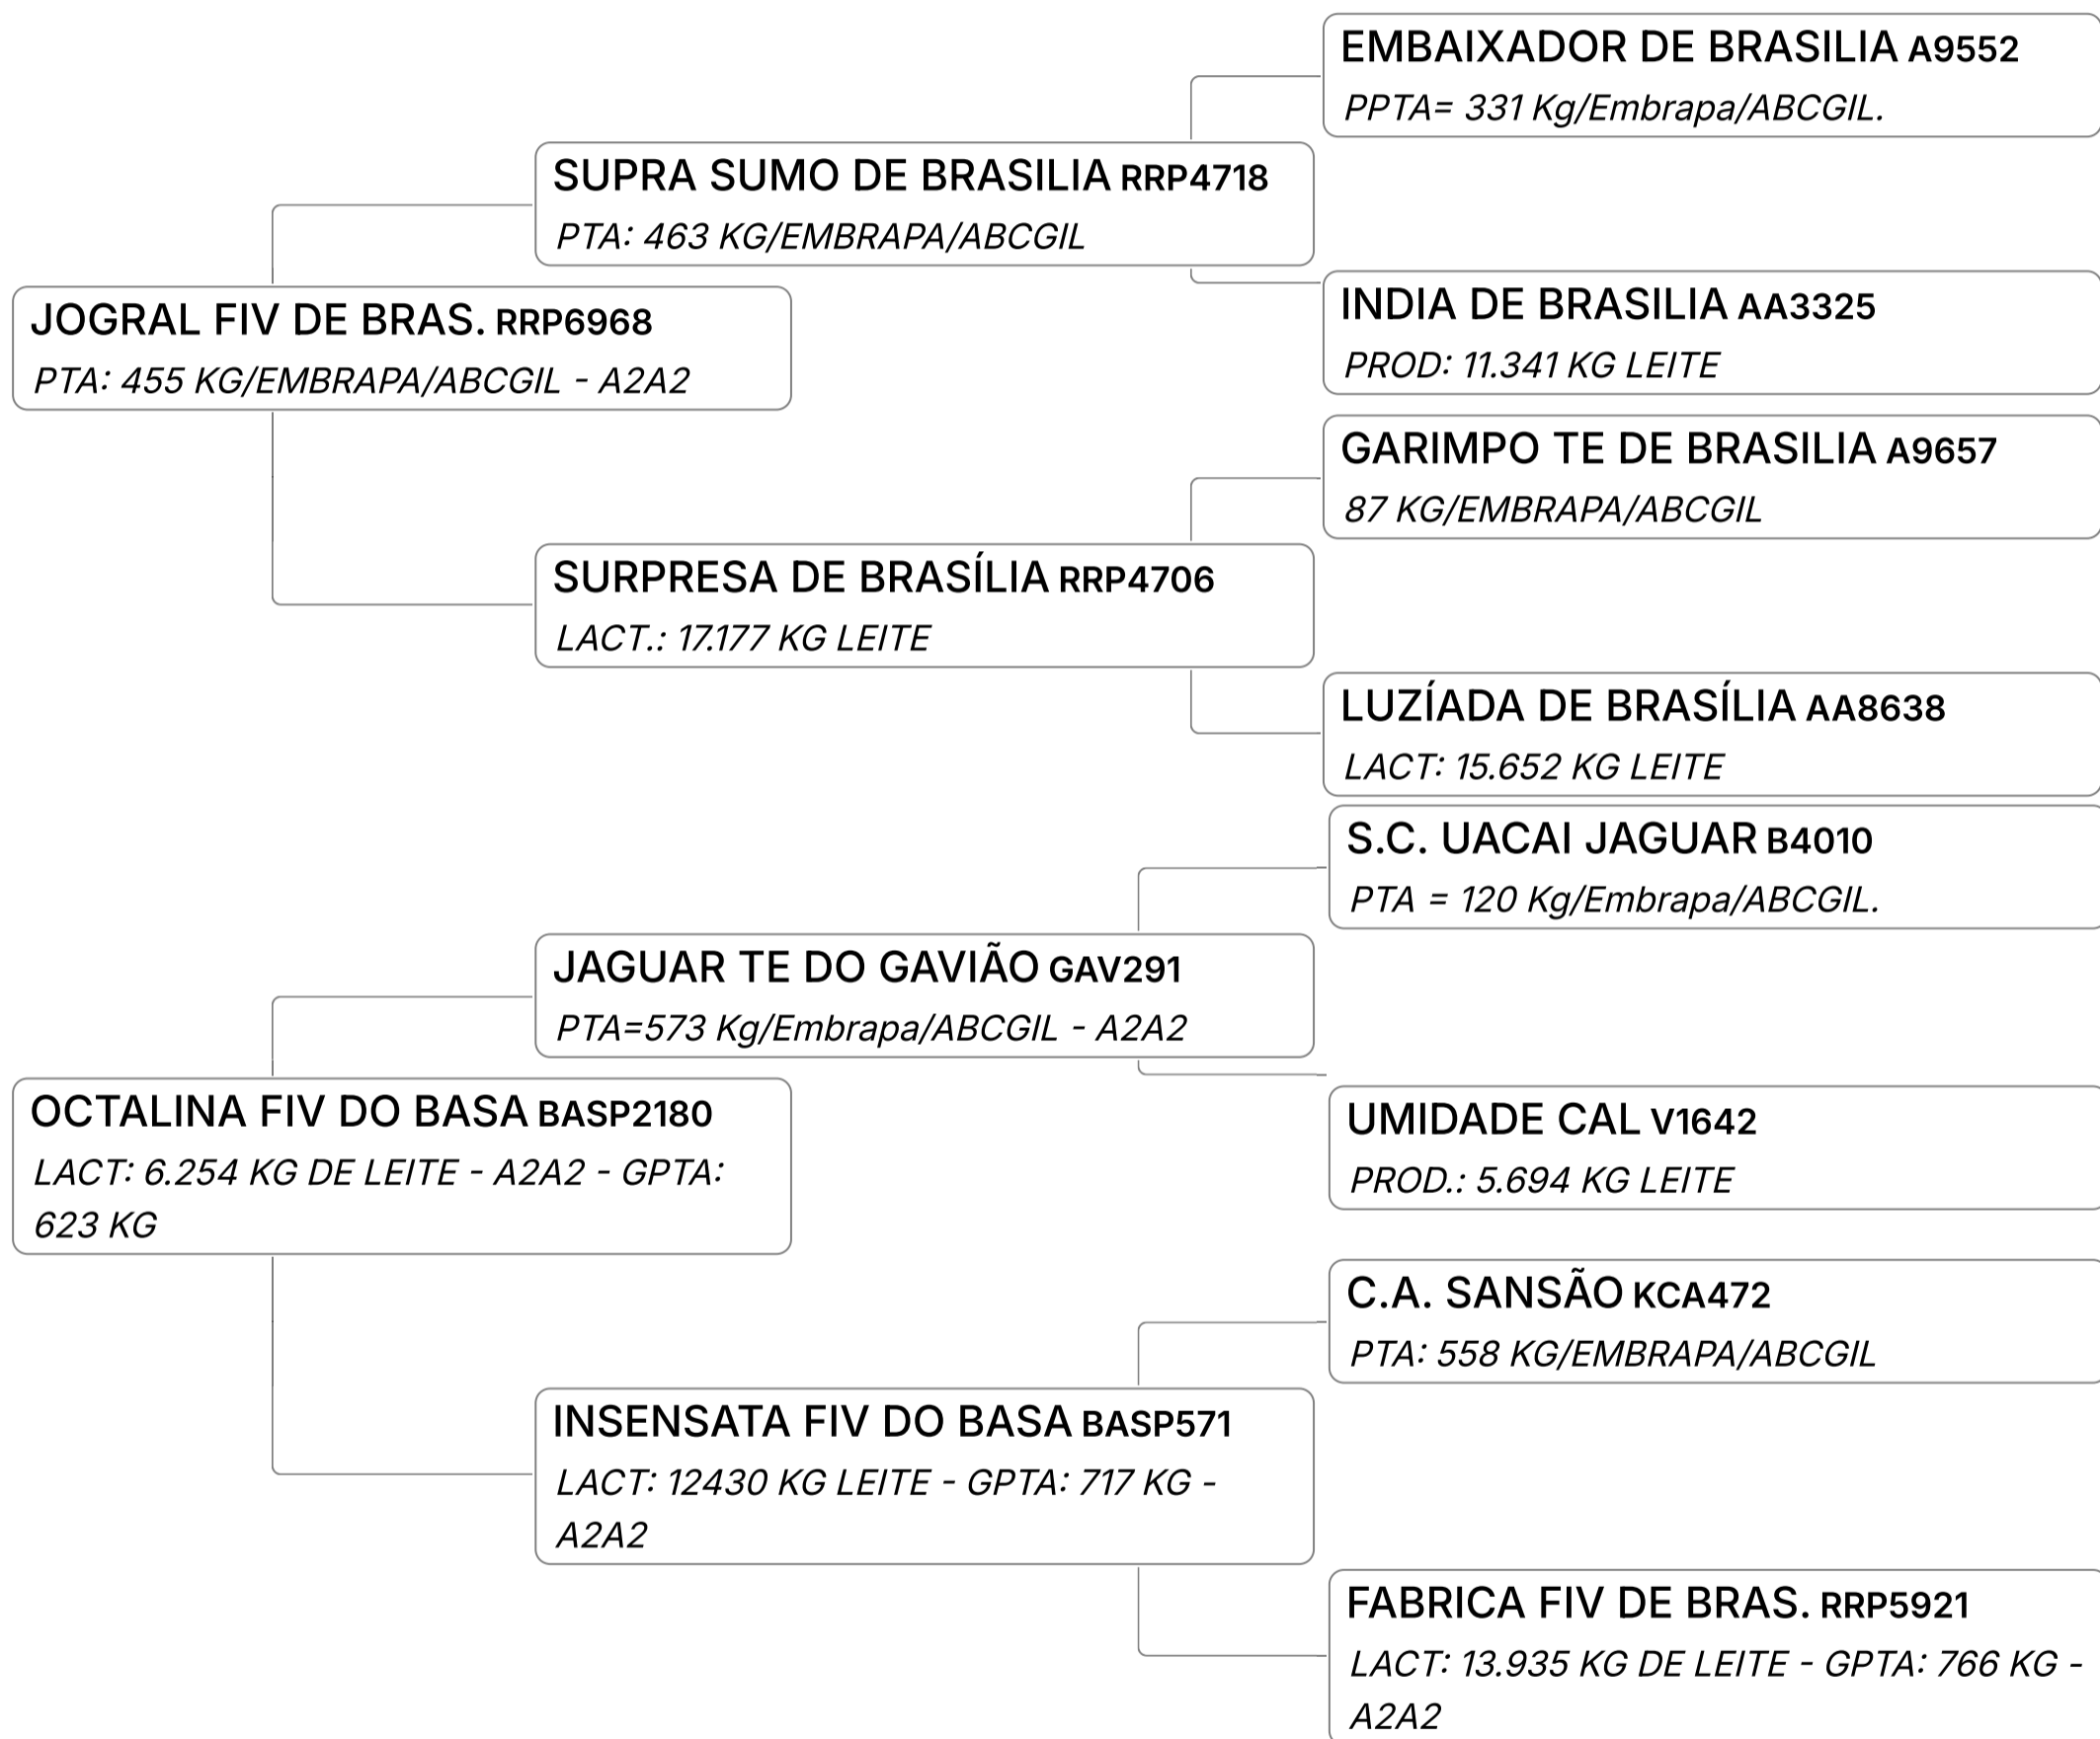 EMBAIXADOR DE BRASILIA A9552
PPTA= 331 Kg/Embrapa/ABCGIL.
SUPRA SUMO DE BRASILIA RRP4718
PTA: 463 KG/EMBRAPA/ABCGIL
INDIA DE BRASILIA AA3325
PROD: 11.341 KG LEITE
JOGRAL FIV DE BRAS. RRP6968
PTA: 455 KG/EMBRAPA/ABCGIL - A2A2
GARIMPO TE DE BRASILIA A9657
87 KG/EMBRAPA/ABCGIL
SURPRESA DE BRASÍLIA RRP4706
LACT.: 17.177 KG LEITE
LUZÍADA DE BRASÍLIA AA8638
LACT: 15.652 KG LEITE
S.C. UACAI JAGUAR B4010
PTA = 120 Kg/Embrapa/ABCGIL.
JAGUAR TE DO GAVIÃO GAV291
PTA=573 Kg/Embrapa/ABCGIL - A2A2
OCTALINA FIV DO BASA BASP2180
LACT: 6.254 KG DE LEITE - A2A2 - GPTA:
623 KG
UMIDADE CAL V1642
PROD.: 5.694 KG LEITE
C.A. SANSÃO KCA472
PTA: 558 KG/EMBRAPA/ABCGIL
INSENSATA FIV DO BASA BASP571
LACT: 12430 KG LEITE - GPTA: 717 KG -
A2A2
FABRICA FIV DE BRAS. RRP5921
LACT: 13.935 KG DE LEITE - GPTA: 766 KG -
A2A2